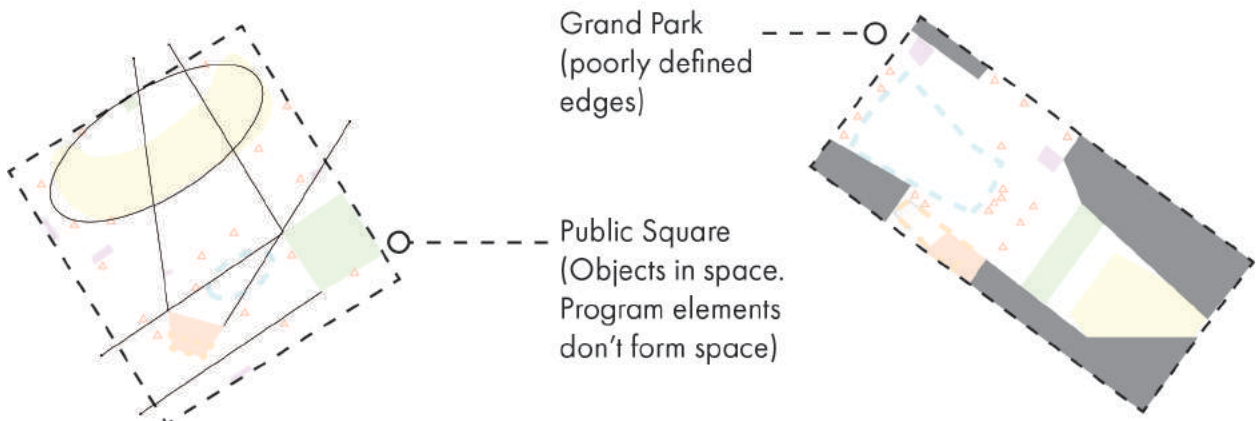 Grand Park
(poorly defined
edges)
Public Square
(Objects in space.
Program elements
don't form space)